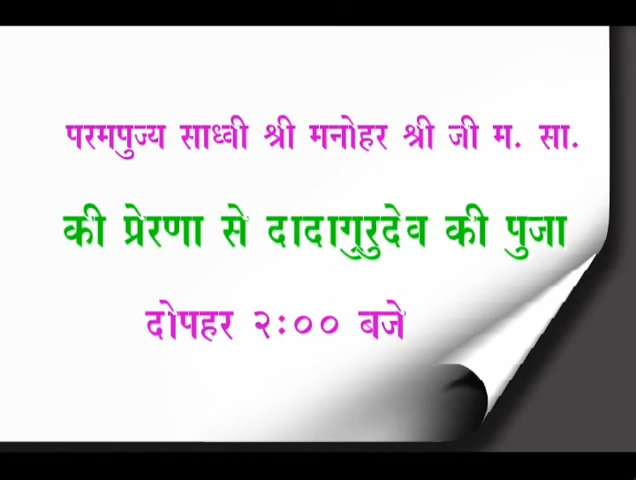 परमपुज्य साध्वी श्री मनोहर श्री जी म. सा.
की प्रेरणा से दादागुरुदेव की पुजा
दोपहर २:०० बजे